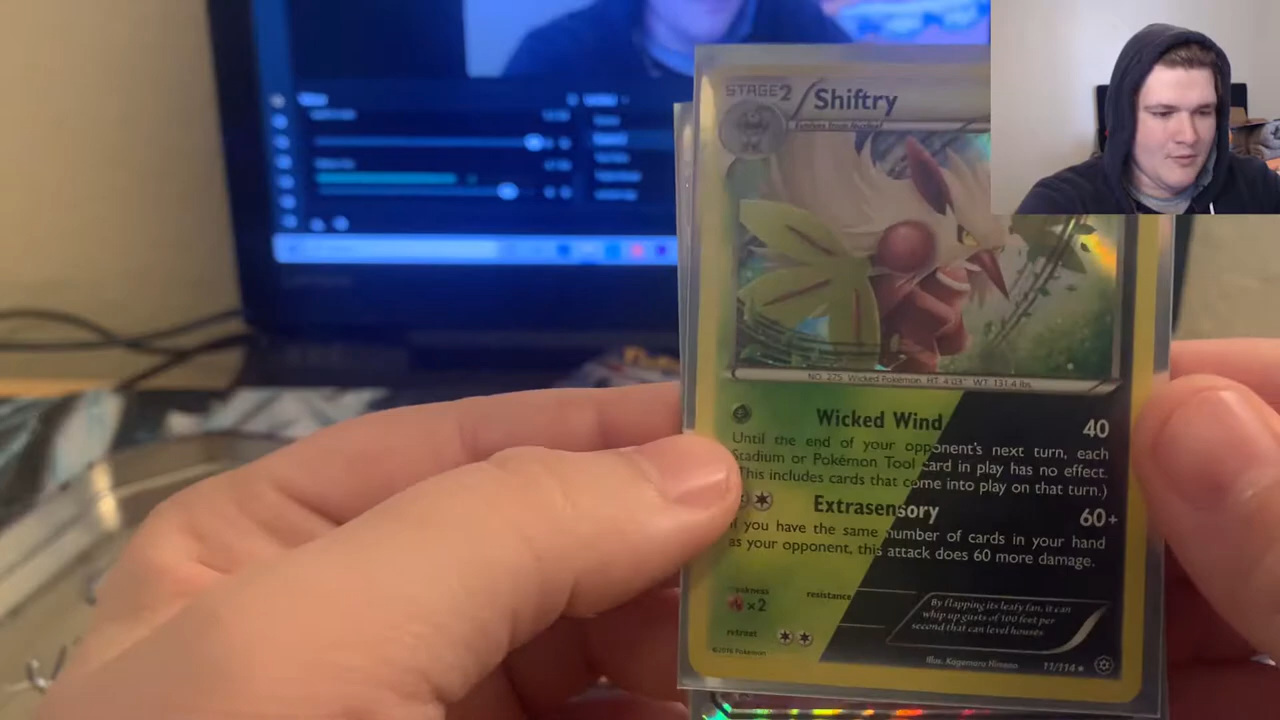 STAGE2 Shiftry
Evolves from Nuzleaf
NO. 275 Wicked Pokémon HT: 4'03" WT: 131.4 lbs.
Wicked Wind 40
Until the end of your opponent's next turn, each
Stadium or Pokémon Tool card in play has no effect.
(This includes cards that come into play on that turn.)
Extrasensory 60+
If you have the same number of cards in your hand
as your opponent, this attack does 60 more damage.
weakness
×2
resistance
retreat
By flapping its leafy fan, it can
whip up gusts of 100 feet per
second that can level houses.
©2016 Pokémon
Illus. Kagemaru Himeno 11/114